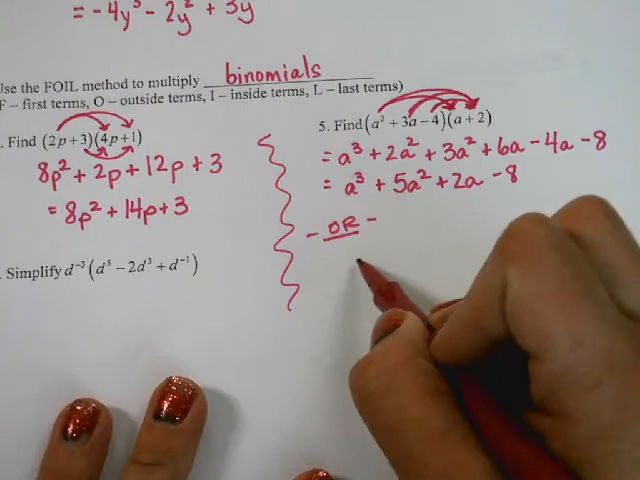 = -4y³ - 2y² + 3y
Use the FOIL method to multiply binomials
F – first terms, O – outside terms, I – inside terms, L – last terms)
. Find (2p+3)(4p+1)
8p² + 2p + 12p + 3
= 8p² + 14p + 3
. Simplify d⁻³(d⁵ − 2d³ + d⁻¹)
5. Find (a² + 3a − 4)(a + 2)
= a³ + 2a² + 3a² + 6a - 4a - 8
= a³ + 5a² + 2a - 8
- OR -